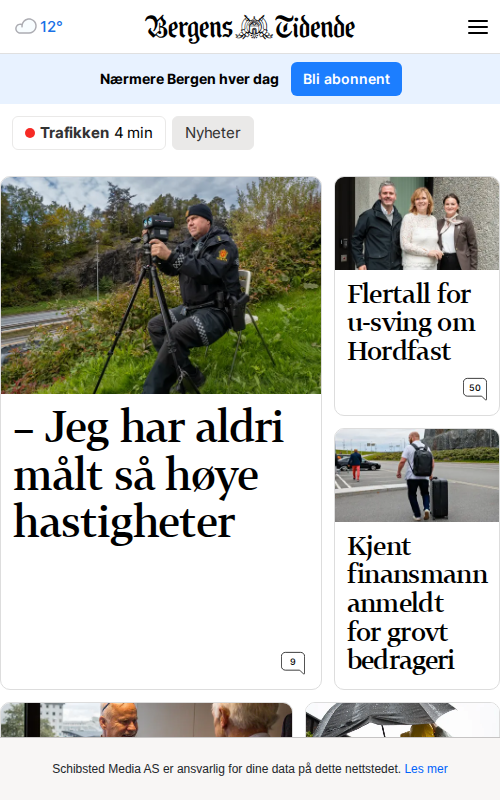 12°
Bergens Tidende
Nærmere Bergen hver dag
Bli abonnent
Trafikken 4 min
Nyheter
– Jeg har aldri
målt så høye
hastigheter
9
Flertall for
u-sving om
Hordfast
50
Kjent
finansmann
anmeldt
for grovt
bedrageri
Schibsted Media AS er ansvarlig for dine data på dette nettstedet. Les mer